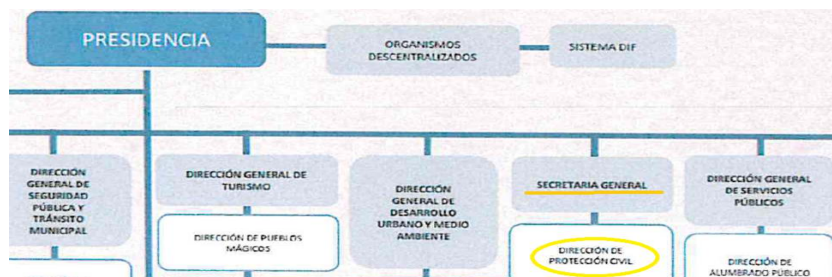 PRESIDENCIA
ORGANISMOS
DESCENTRALIZADOS
SISTEMA DIF
DIRECCIÓN
GENERAL DE
SEGURIDAD
PÚBLICA Y
TRÁNSITO
MUNICIPAL
DIRECCIÓN GENERAL DE
TURISMO
DIRECCIÓN DE PUEBLOS
MÁGICOS
DIRECCIÓN
GENERAL DE
DESARROLLO
URBANO Y MEDIO
AMBIENTE
SECRETARIA GENERAL
DIRECCIÓN DE
PROTECCIÓN CIVIL
DIRECCIÓN GENERAL
DE SERVICIOS
PÚBLICOS
DIRECCIÓN DE
ALUMBRADO PÚBLICO